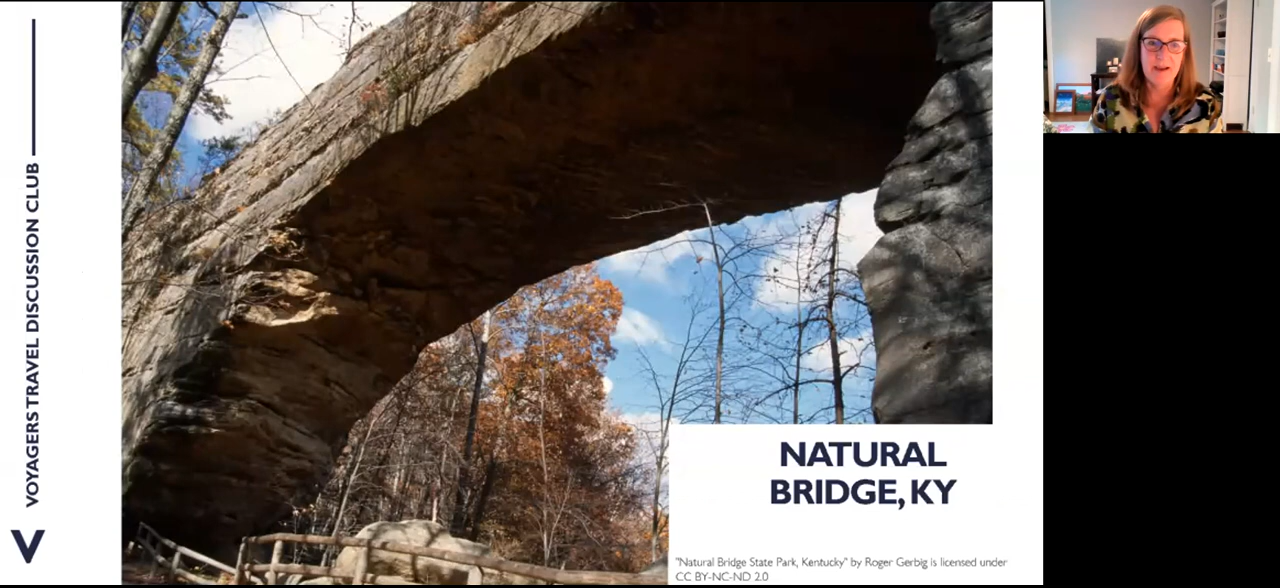 VOYAGERS TRAVEL DISCUSSION CLUB
V
NATURAL
BRIDGE, KY
"Natural Bridge State Park, Kentucky" by Roger Gerbig is licensed under
CC BY-NC-ND 2.0